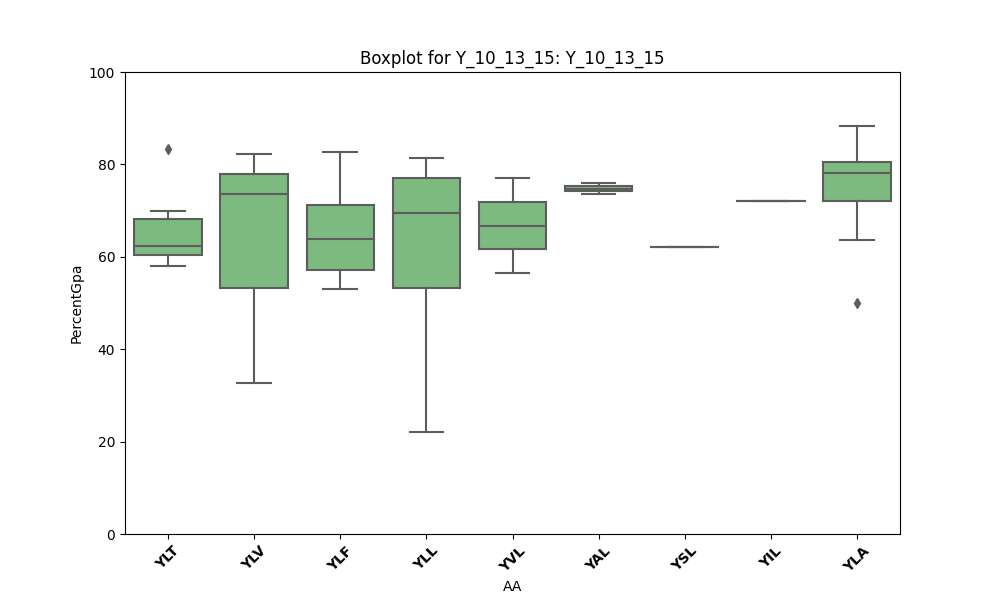 Boxplot for Y_10_13_15: Y_10_13_15
100
80
60
40
20
0
PercentGpa
YLT YLV YLF YLL YVL YAL YSL YIL YLA
AA